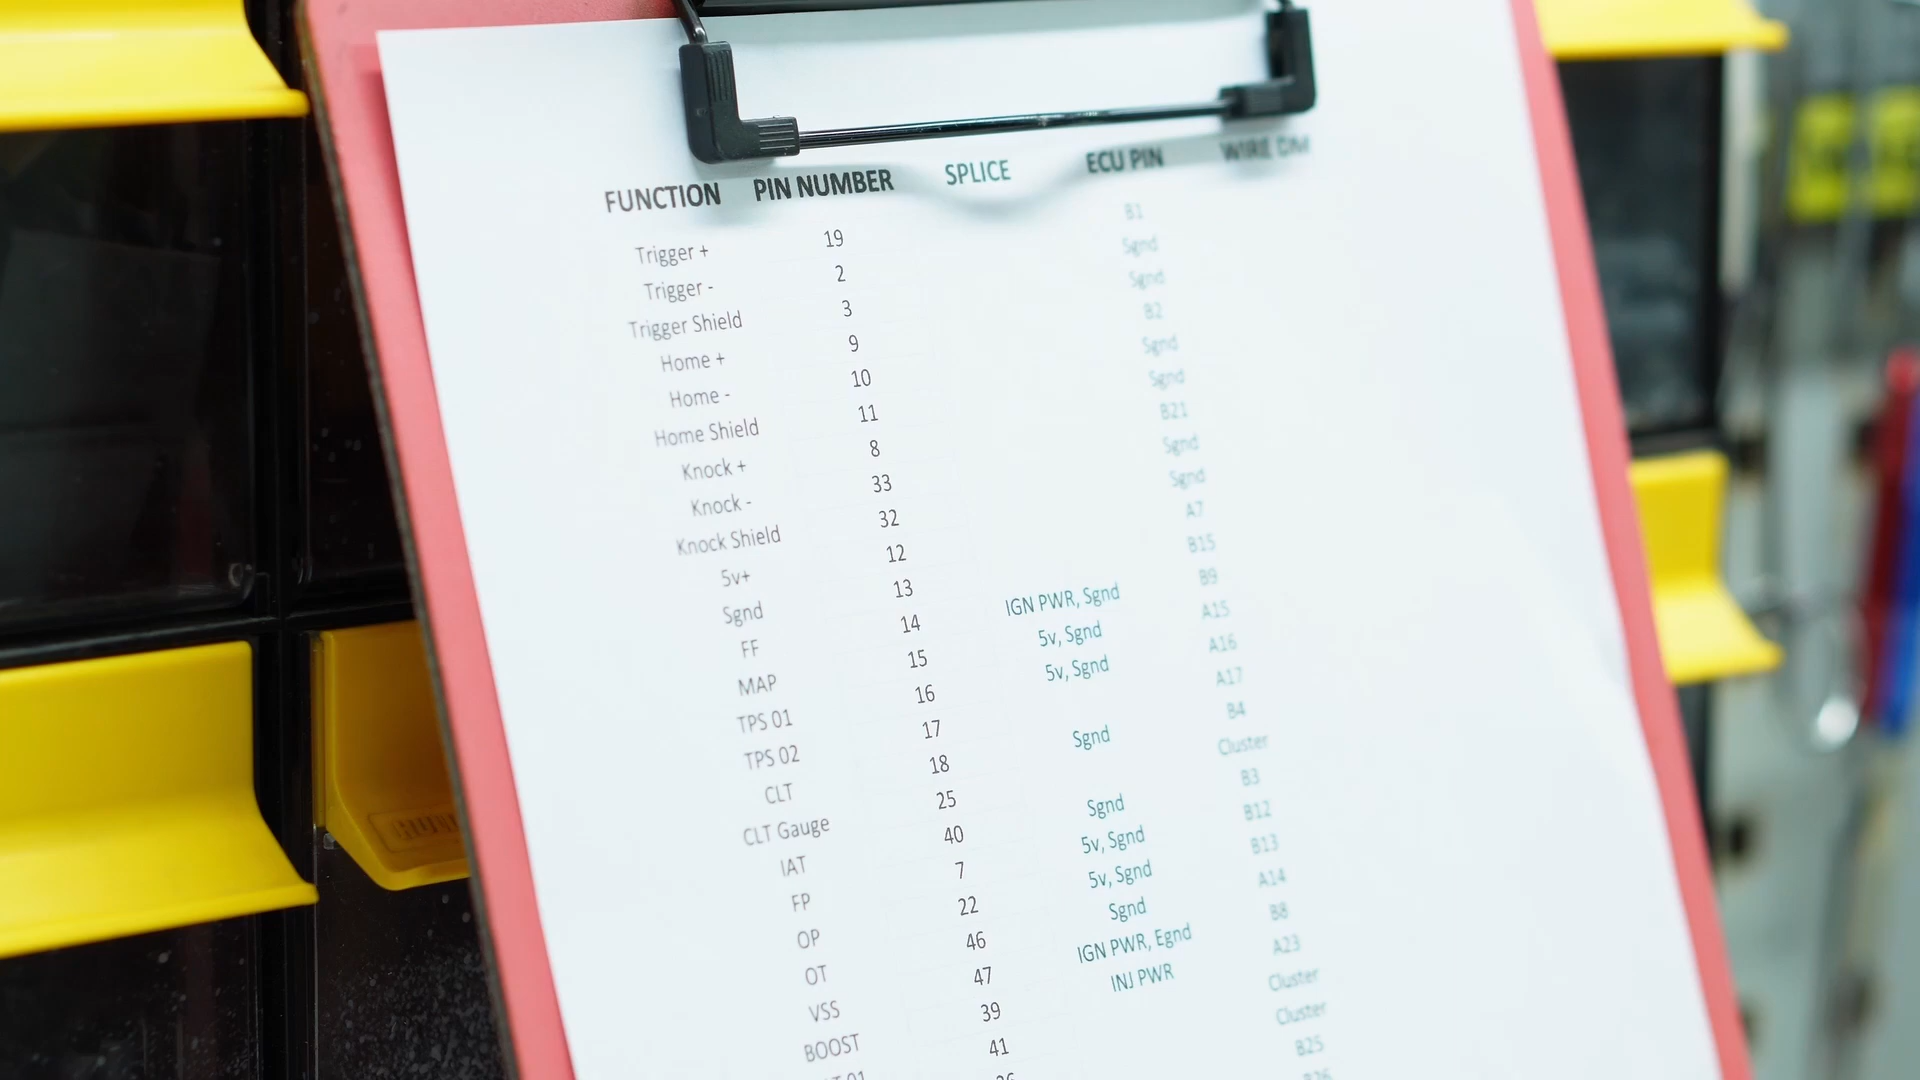 FUNCTION PIN NUMBER SPLICE ECU PIN WIRE
Trigger + 19 B1
Trigger - 2 Sgnd
Trigger Shield 3 Sgnd
Home + 9 B2
Home - 10 Sgnd
Home Shield 11 Sgnd
Knock + 8 B21
Knock - 33 Sgnd
Knock Shield 32 Sgnd
5v+ 12 A7
Sgnd 13 B15
FF 14 IGN PWR, Sgnd B9
MAP 15 5v, Sgnd A15
TPS 01 16 5v, Sgnd A16
TPS 02 17 A17
CLT 18 Sgnd B4
CLT Gauge 25 Cluster
IAT 40 Sgnd B3
FP 7 5v, Sgnd B12
OP 22 5v, Sgnd B13
OT 46 Sgnd A14
VSS 47 IGN PWR, Egnd B8
BOOST 39 INJ PWR A23
01 41 Cluster
Cluster
B25